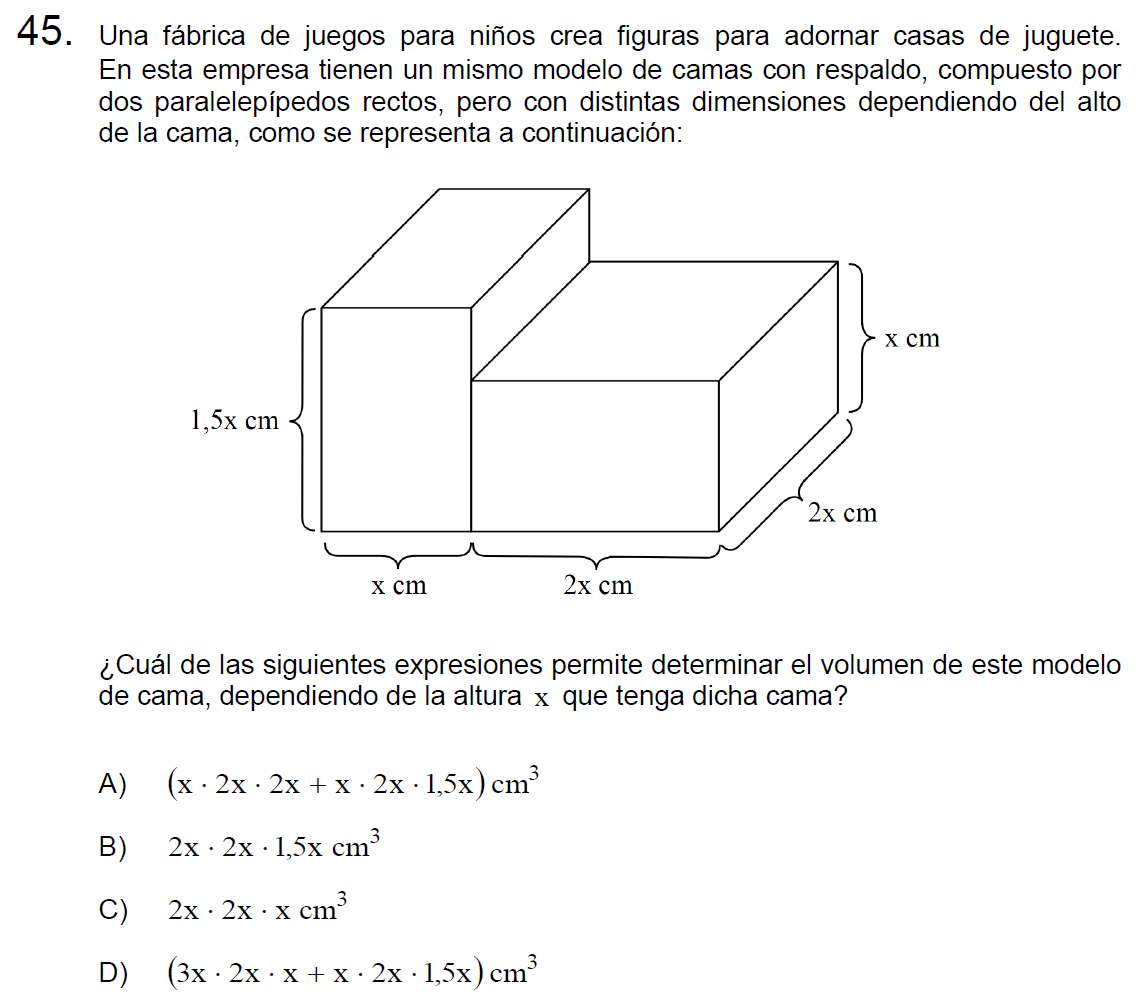 45. Una fábrica de juegos para niños crea figuras para adornar casas de juguete.
En esta empresa tienen un mismo modelo de camas con respaldo, compuesto por
dos paralelepípedos rectos, pero con distintas dimensiones dependiendo del alto
de la cama, como se representa a continuación:
x cm
1,5x cm
2x cm
x cm 2x cm
¿Cuál de las siguientes expresiones permite determinar el volumen de este modelo
de cama, dependiendo de la altura x que tenga dicha cama?
A) (x · 2x · 2x + x · 2x · 1,5x) cm³
B) 2x · 2x · 1,5x cm³
C) 2x · 2x · x cm³
D) (3x · 2x · x + x · 2x · 1,5x) cm³